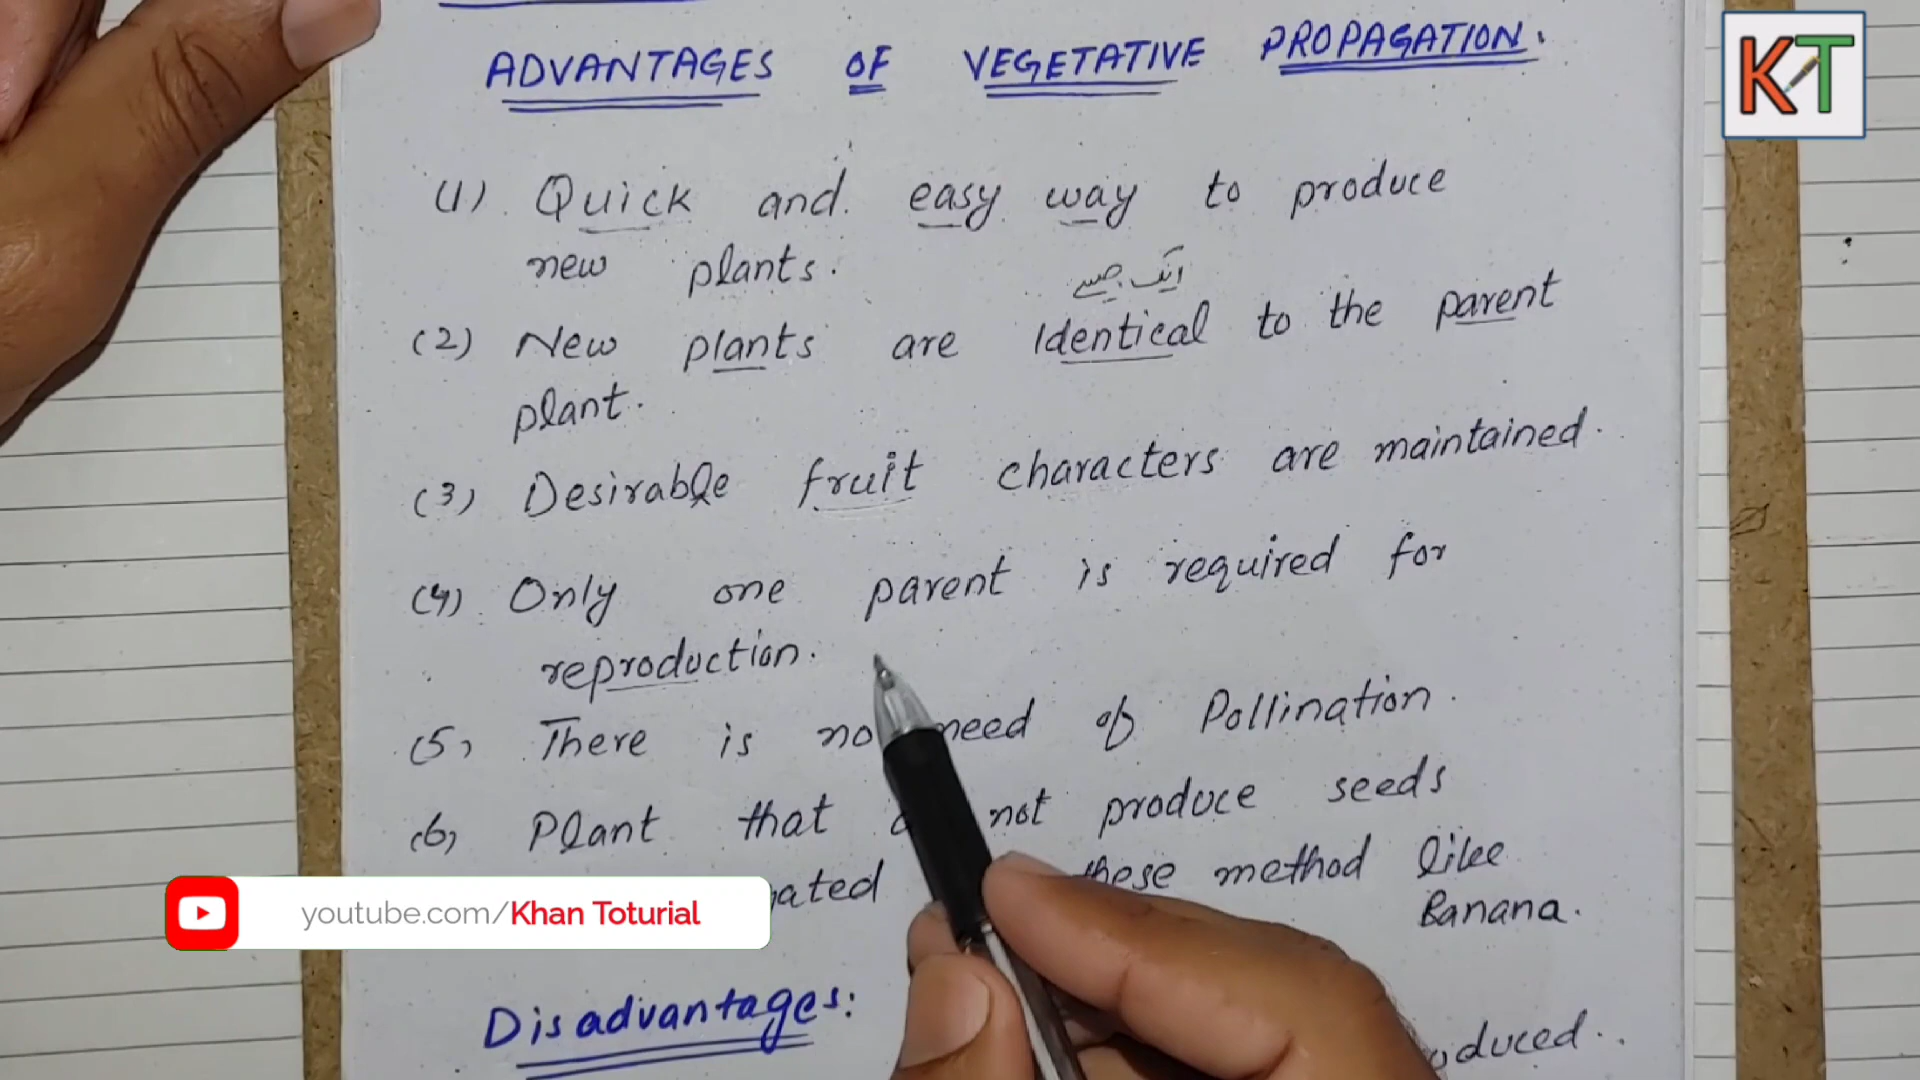 ADVANTAGES OF VEGETATIVE PROPAGATION.
KT
(1) Quick and easy way to produce
new plants.
ایک جیسے
(2) New plants are Identical to the parent
plant.
(3) Desirable fruit characters are maintained.
(4) Only one parent is required for
reproduction.
(5) There is no need of Pollination.
(6) Plant that not produce seeds
these method like
Banana.
youtube.com/Khan Toturial
Disadvantages: